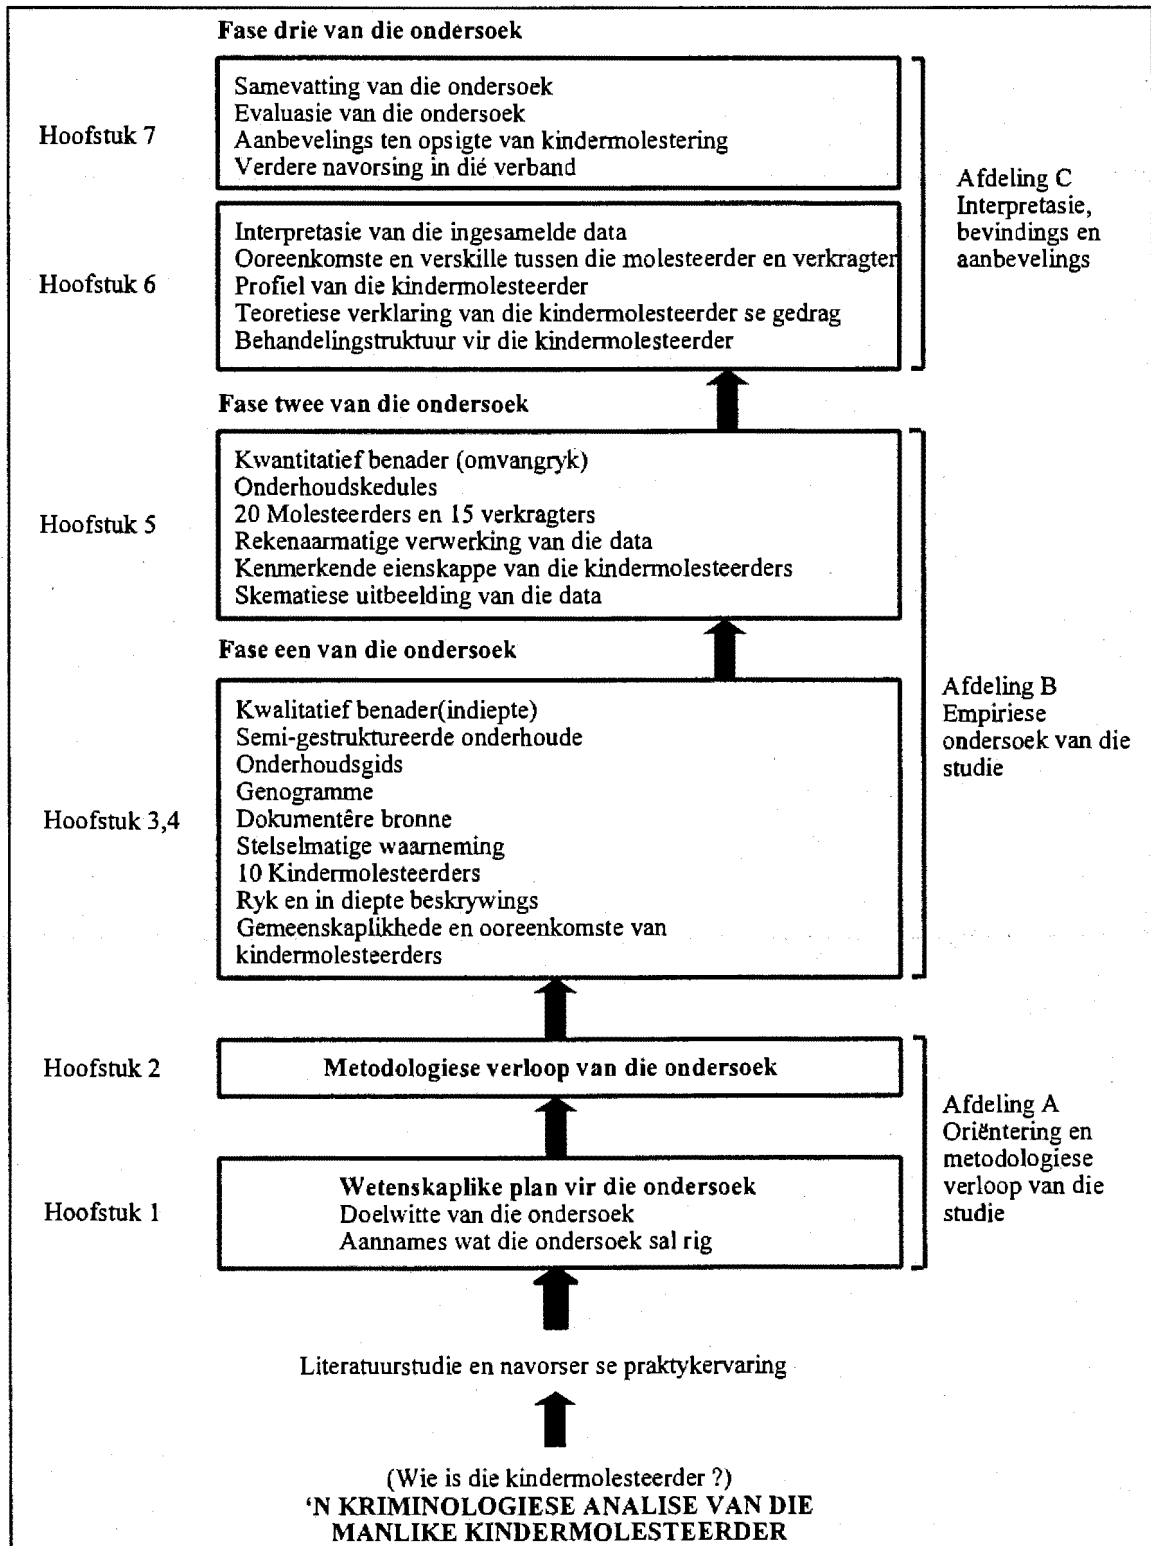 Fase drie van die ondersoek
Hoofstuk 7
Samevatting van die ondersoek
Evaluasie van die ondersoek
Aanbevelings ten opsigte van kindermolestering
Verdere navorsing in dié verband
Afdeling C
Interpretasie,
bevindings en
aanbevelings
Hoofstuk 6
Interpretasie van die ingesamelde data
Ooreenkomste en verskille tussen die molesteerder en verkragter
Profiel van die kindermolesteerder
Teoretiese verklaring van die kindermolesteerder se gedrag
Behandelingstruktuur vir die kindermolesteerder
Fase twee van die ondersoek
Hoofstuk 5
Kwantitatief benader (omvangryk)
Onderhoudskedules
20 Molesteerders en 15 verkragters
Rekenaarmatige verwerking van die data
Kenmerkende eienskappe van die kindermolesteerders
Skematiese uitbeelding van die data
Fase een van die ondersoek
Afdeling B
Empiriese
ondersoek van die
studie
Hoofstuk 3,4
Kwalitatief benader(indiepte)
Semi-gestruktureerde onderhoude
Onderhoudsgids
Genogramme
Dokumentêre bronne
Stelselmatige waarneming
10 Kindermolesteerders
Ryk en in diepte beskrywings
Gemeenskaplikhede en ooreenkomste van
kindermolesteerders
Hoofstuk 2
Metodologiese verloop van die ondersoek
Afdeling A
Oriëntering en
metodologiese
verloop van die
studie
Hoofstuk 1
Wetenskaplike plan vir die ondersoek
Doelwitte van die ondersoek
Aannames wat die ondersoek sal rig
Literatuurstudie en navorser se praktykervaring
(Wie is die kindermolesteerder ?)
'N KRIMINOLOGIESE ANALISE VAN DIE
MANLIKE KINDERMOLESTEERDER